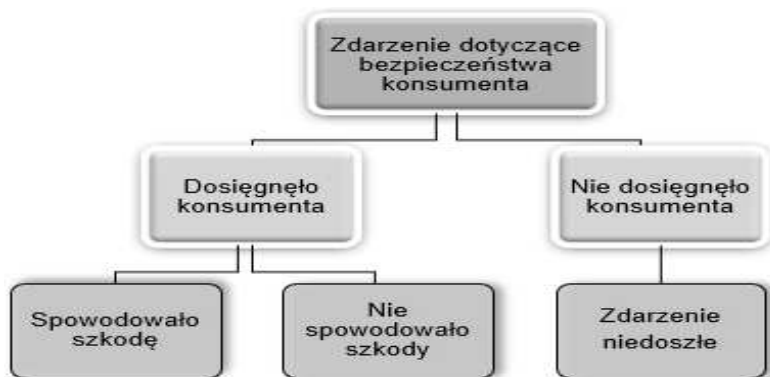 Zdarzenie dotyczące
bezpieczeństwa
konsumenta
Dosięgnęło
konsumenta
Nie dosięgnęło
konsumenta
Spowodowało
szkodę
Nie
spowodowało
szkody
Zdarzenie
niedoszłe